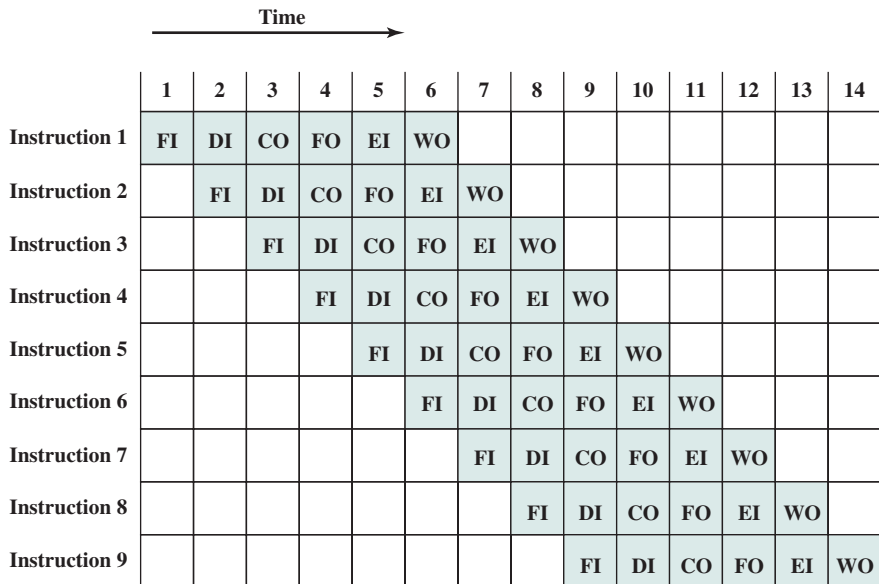 Time
1 2 3 4 5 6 7 8 9 10 11 12 13 14
Instruction 1 FI DI CO FO EI WO
Instruction 2 FI DI CO FO EI WO
Instruction 3 FI DI CO FO EI WO
Instruction 4 FI DI CO FO EI WO
Instruction 5 FI DI CO FO EI WO
Instruction 6 FI DI CO FO EI WO
Instruction 7 FI DI CO FO EI WO
Instruction 8 FI DI CO FO EI WO
Instruction 9 FI DI CO FO EI WO